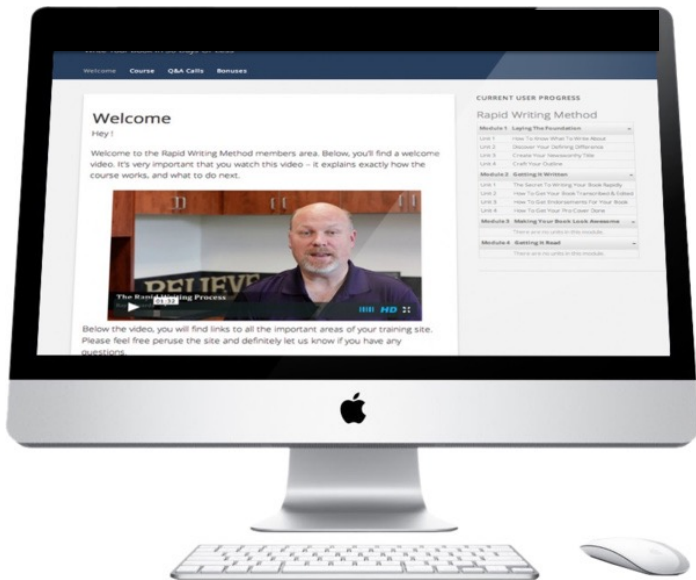 Welcome Course Q&A Calls Bonuses
Welcome
Hey !
Welcome to the Rapid Writing Method members area. Below, you'll find a welcome
video. It's very important that you watch this video – it explains exactly how the
course works, and what to do next.
BELIEVE
The Rapid Writing Process
01:32
HD
Below the video, you will find links to all the important areas of your training site.
Please feel free peruse the site and definitely let us know if you have any
questions.
CURRENT USER PROGRESS
Rapid Writing Method
Module 1 Laying The Foundation
Unit 1 How To Know What To Write About
Unit 2 Discover Your Defining Difference
Unit 3 Create Your Newsworthy Title
Unit 4 Craft Your Outline
Module 2 Getting It Written
Unit 1 The Secret To Writing Your Book Rapidly
Unit 2 How To Get Your Book Transcribed & Edited
Unit 3 How To Get Endorsements For Your Book
Unit 4 How To Get Your Pro Cover Done
Module 3 Making Your Book Look Awesome
There are no units in this module.
Module 4 Getting It Read
There are no units in this module.